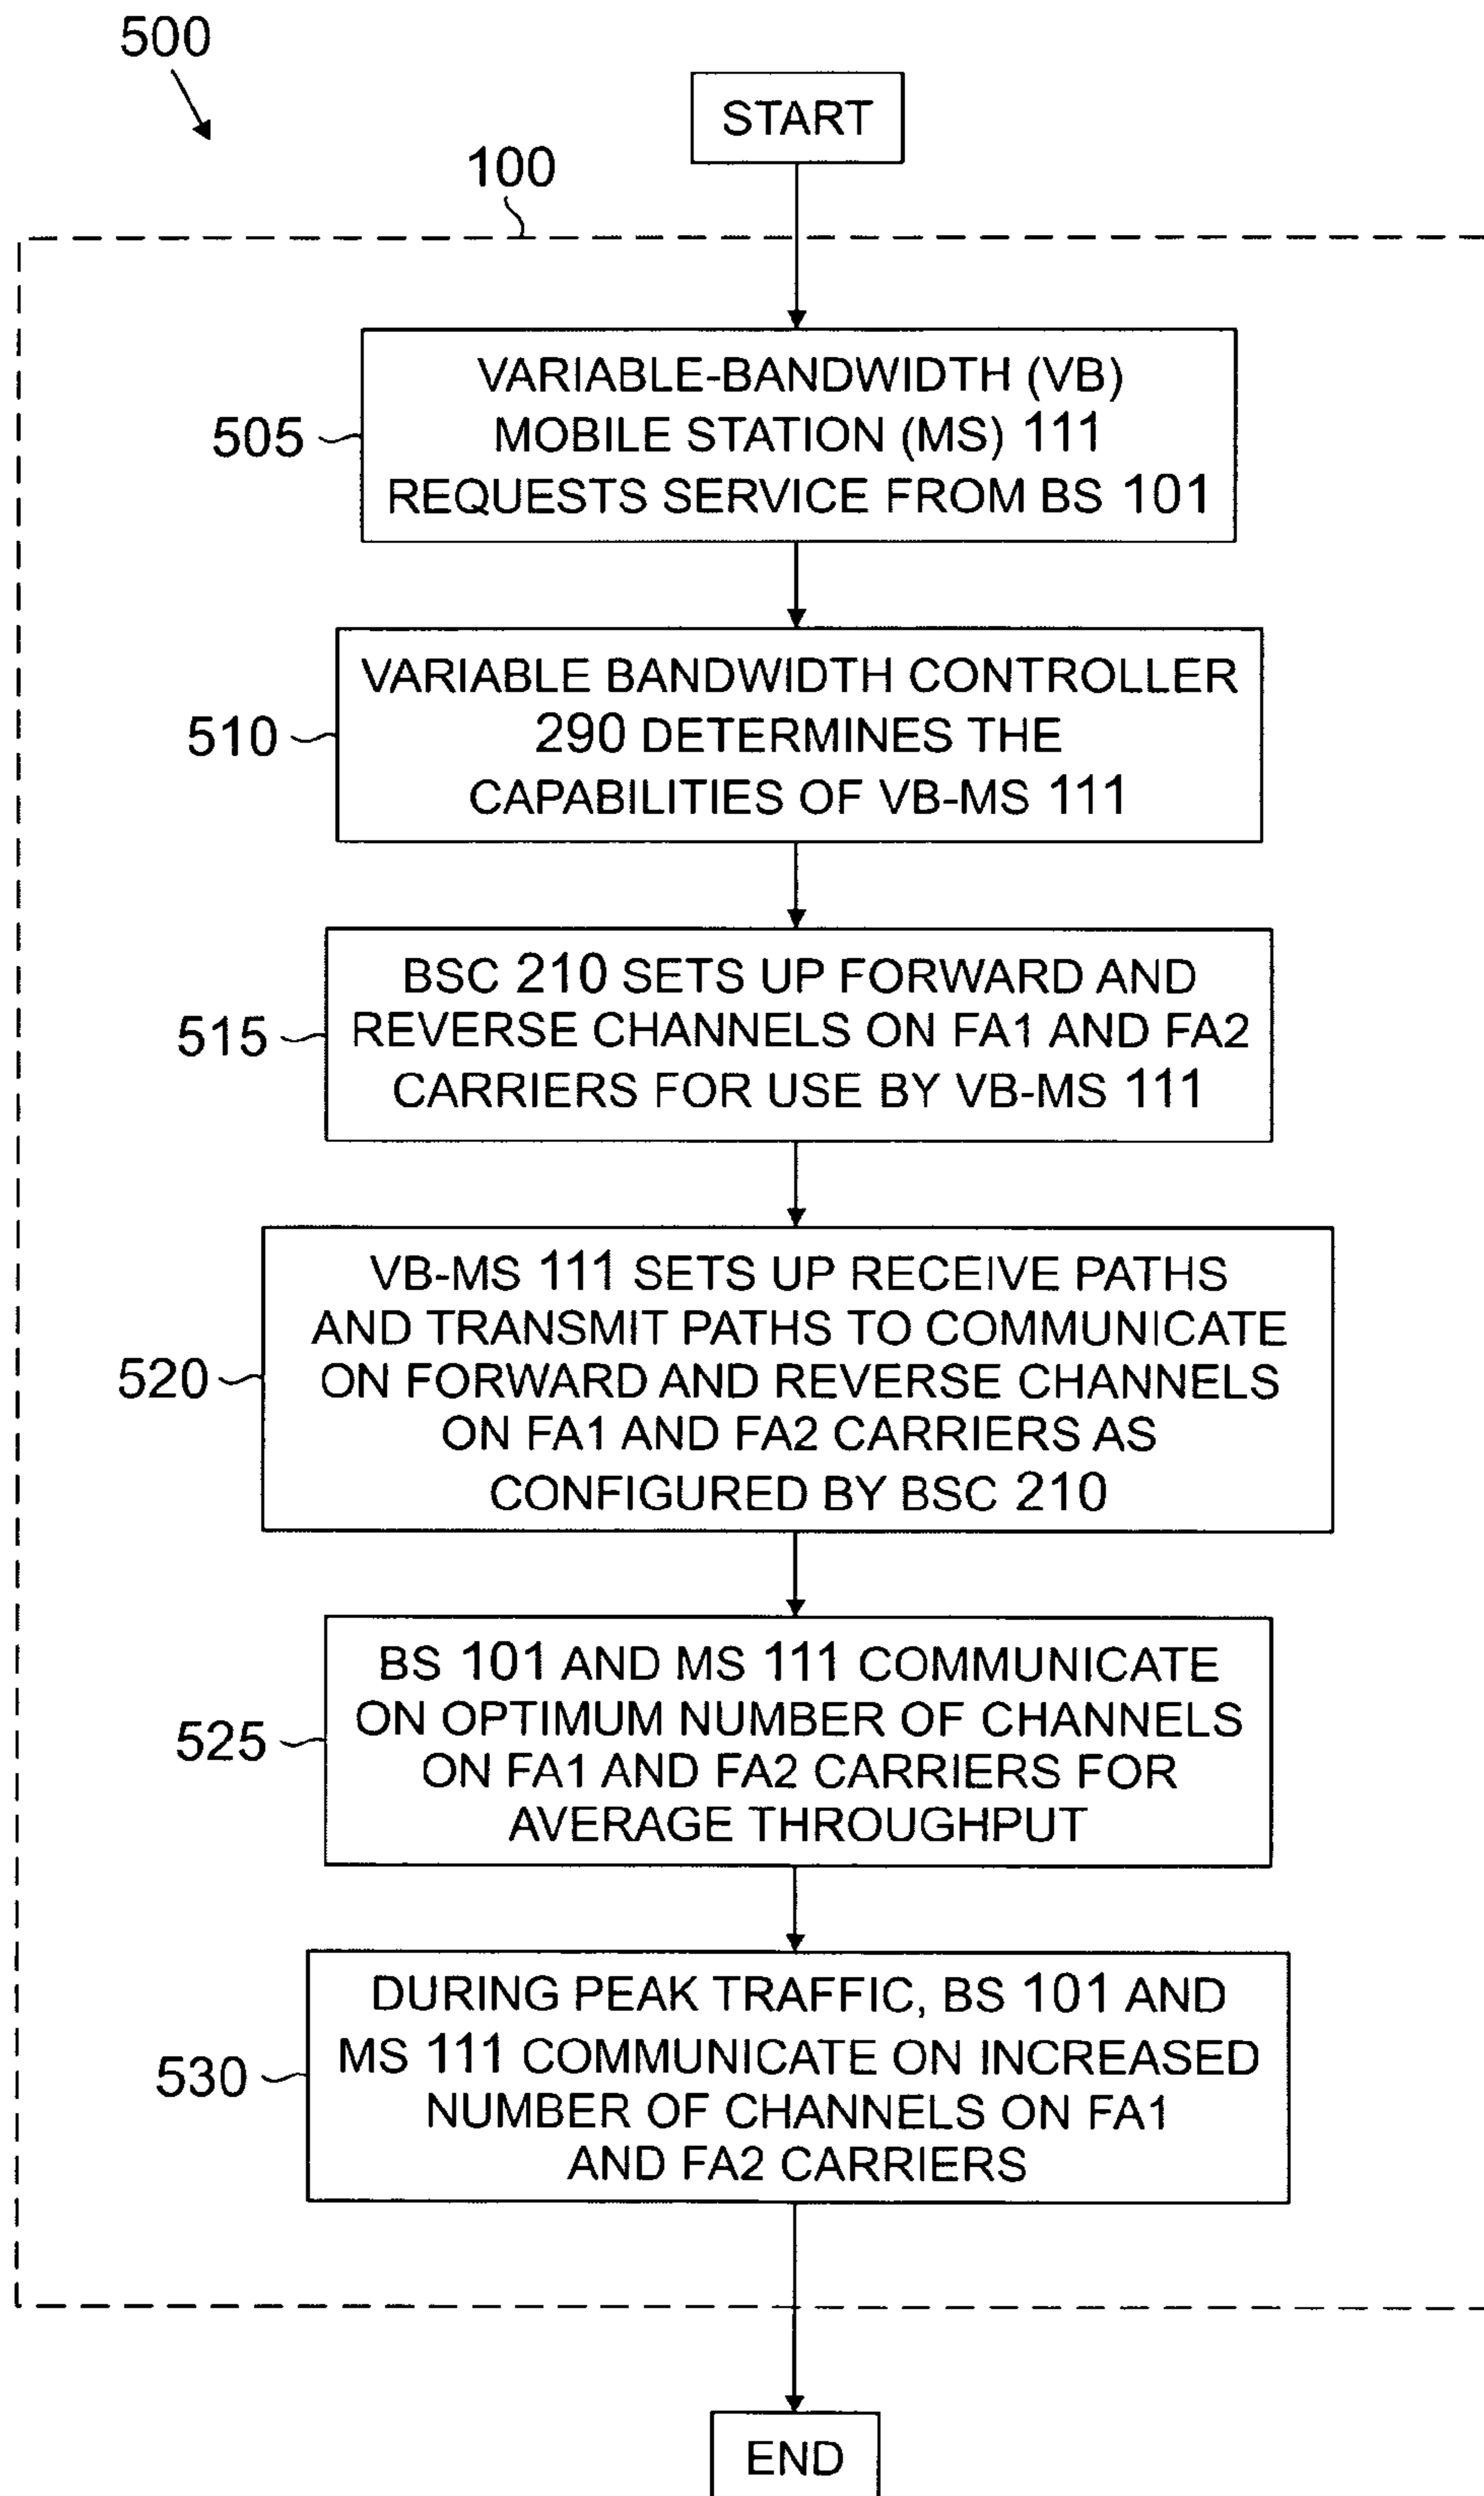 500
START
100
VARIABLE-BANDWIDTH (VB)
MOBILE STATION (MS) 111
REQUESTS SERVICE FROM BS 101
505
VARIABLE BANDWIDTH CONTROLLER
290 DETERMINES THE
CAPABILITIES OF VB-MS 111
510
BSC 210 SETS UP FORWARD AND
REVERSE CHANNELS ON FA1 AND FA2
CARRIERS FOR USE BY VB-MS 111
515
VB-MS 111 SETS UP RECEIVE PATHS
AND TRANSMIT PATHS TO COMMUNICATE
ON FORWARD AND REVERSE CHANNELS
ON FA1 AND FA2 CARRIERS AS
CONFIGURED BY BSC 210
520
BS 101 AND MS 111 COMMUNICATE
ON OPTIMUM NUMBER OF CHANNELS
ON FA1 AND FA2 CARRIERS FOR
AVERAGE THROUGHPUT
525
DURING PEAK TRAFFIC, BS 101 AND
MS 111 COMMUNICATE ON INCREASED
NUMBER OF CHANNELS ON FA1
AND FA2 CARRIERS
530
END